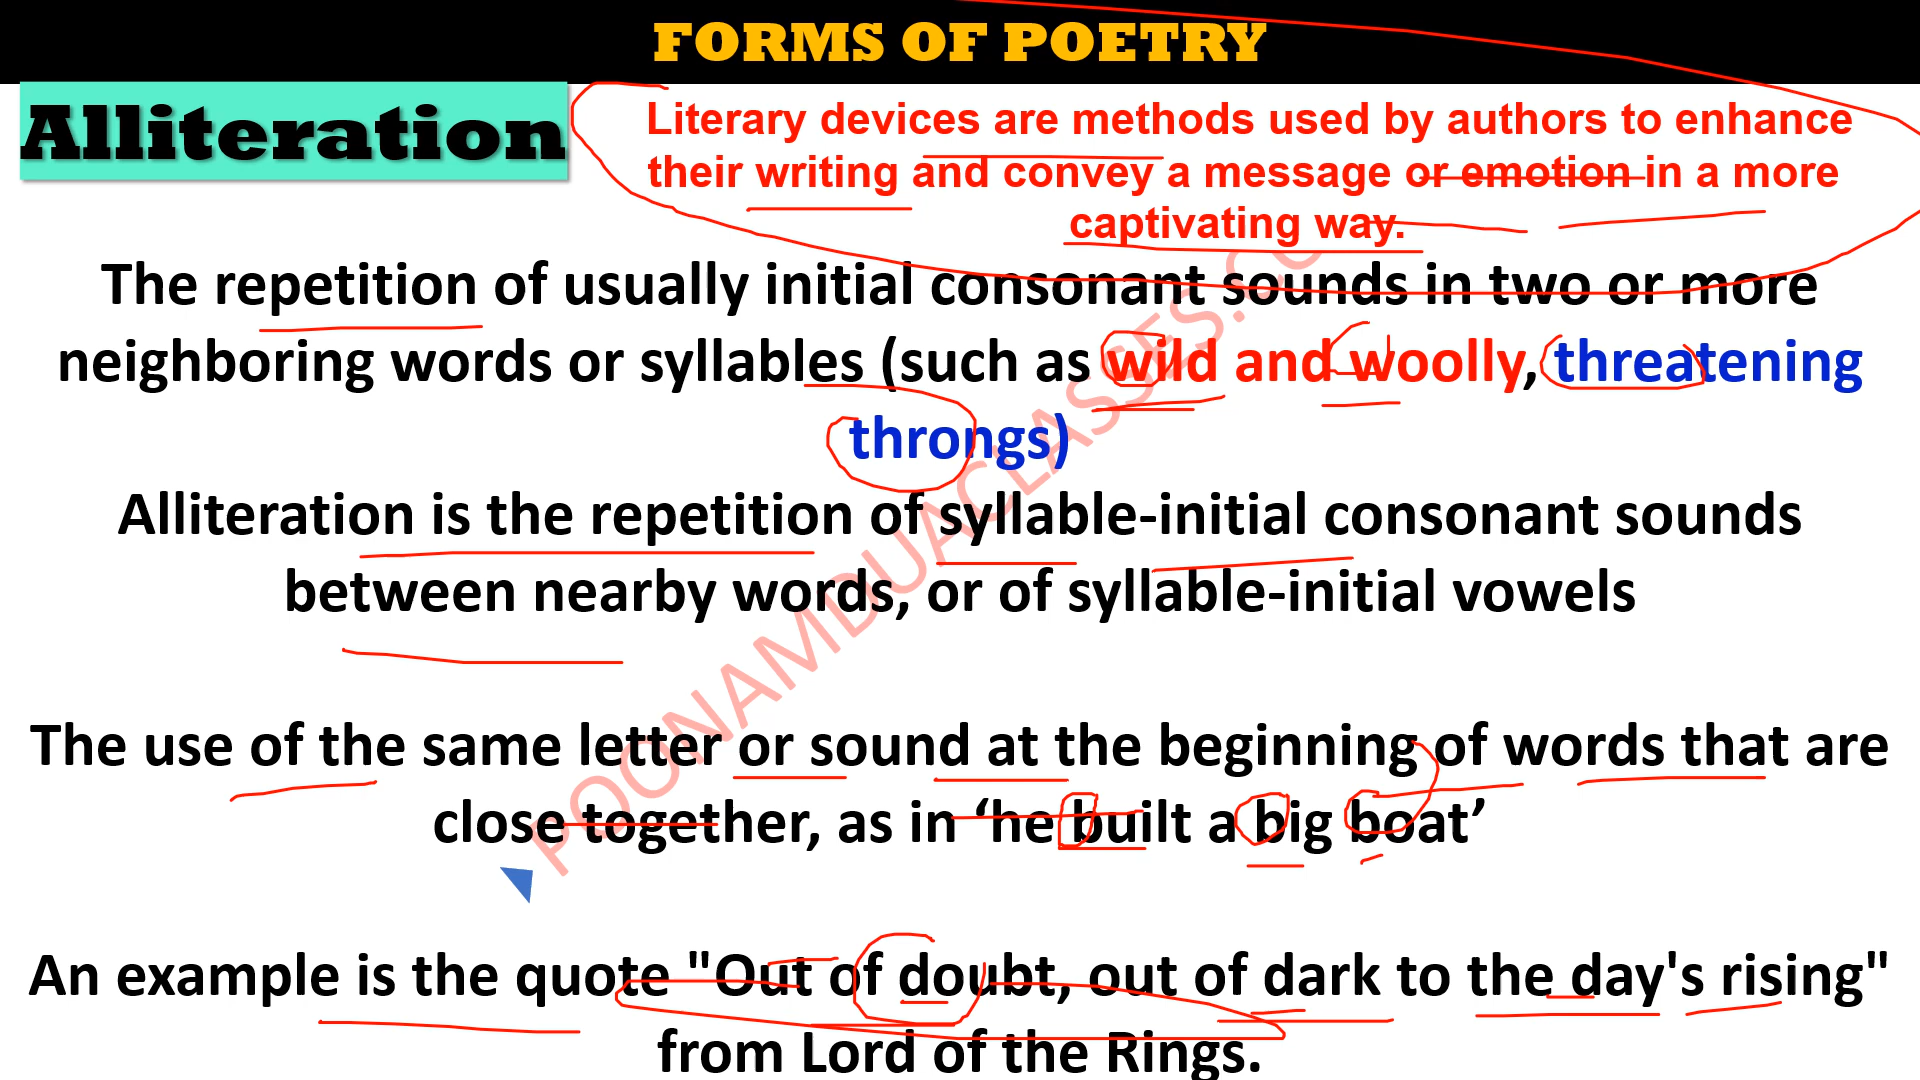 FORMS OF POETRY
Alliteration
Literary devices are methods used by authors to enhance
their writing and convey a message or emotion in a more
captivating way.
The repetition of usually initial consonant sounds in two or more
neighboring words or syllables (such as wild and woolly, threatening
throngs)
Alliteration is the repetition of syllable-initial consonant sounds
between nearby words, or of syllable-initial vowels
The use of the same letter or sound at the beginning of words that are
close together, as in ‘he built a big boat’
An example is the quote "Out of doubt, out of dark to the day's rising"
from Lord of the Rings.